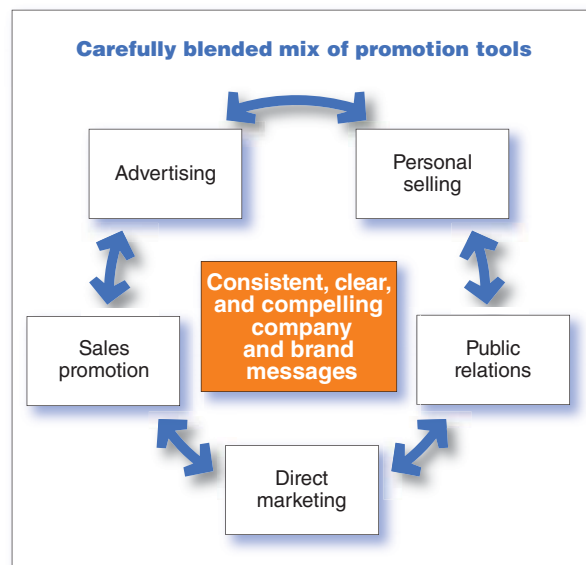 Carefully blended mix of promotion tools
Advertising
Personal
selling
Consistent, clear,
and compelling
company
and brand
messages
Sales
promotion
Public
relations
Direct
marketing